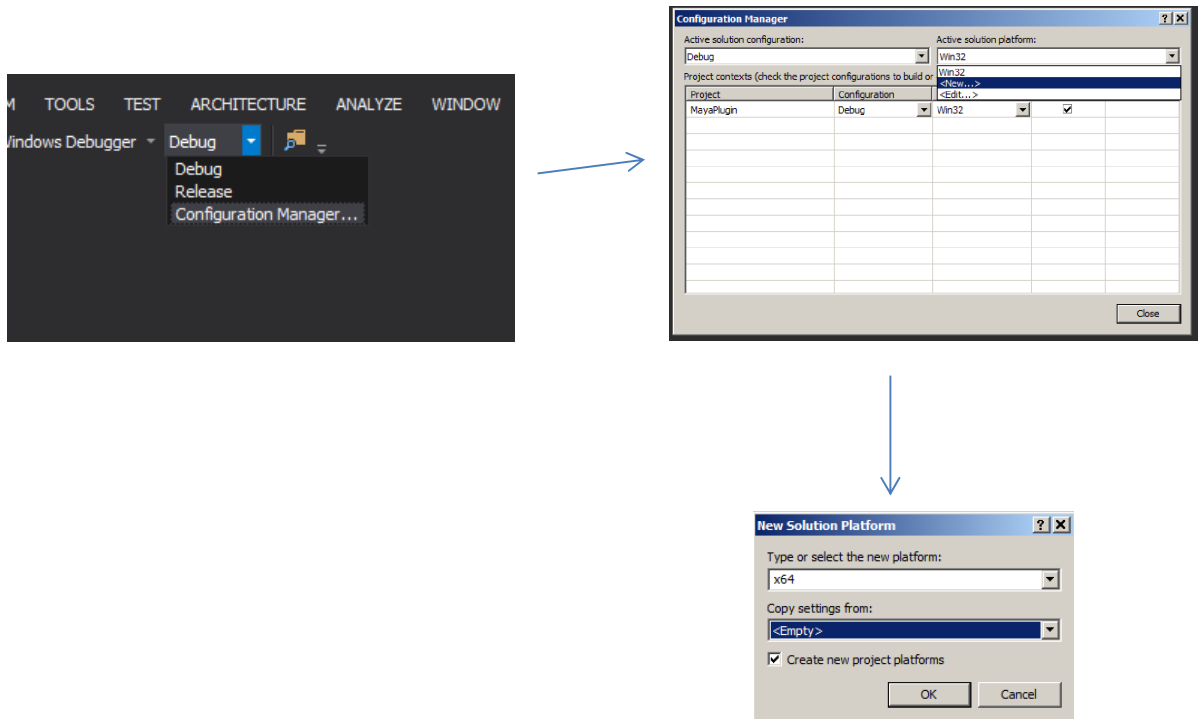 M TOOLS TEST ARCHITECTURE ANALYZE WINDOW
Windows Debugger Debug
Debug
Release
Configuration Manager...
Configuration Manager
Active solution configuration: Active solution platform:
Debug Win32
Win32
Project contexts (check the project configurations to build or
<New...>
<Edit...>
Project Configuration
MayaPlugin Debug Win32
Close
New Solution Platform
Type or select the new platform:
x64
Copy settings from:
<Empty>
Create new project platforms
OK Cancel